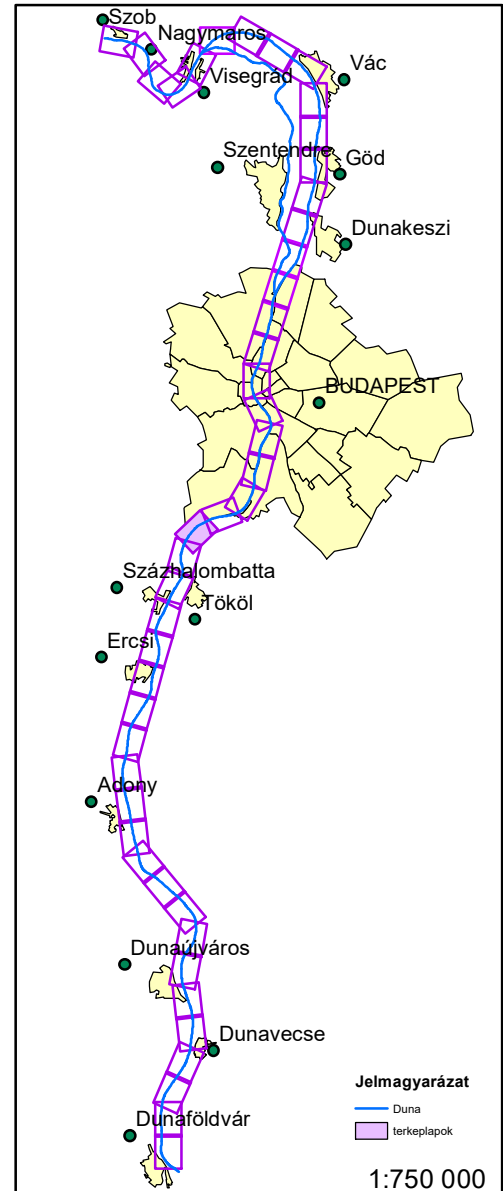 Szob
Nagymaros
Visegrád
Vác
Szentendre
Göd
Dunakeszi
BUDAPEST
Százhalombatta
Tököl
Ercsi
Adony
Dunaújváros
Dunavecse
Dunaföldvár
Jelmagyarázat
Duna
terkeplapok
1:750 000